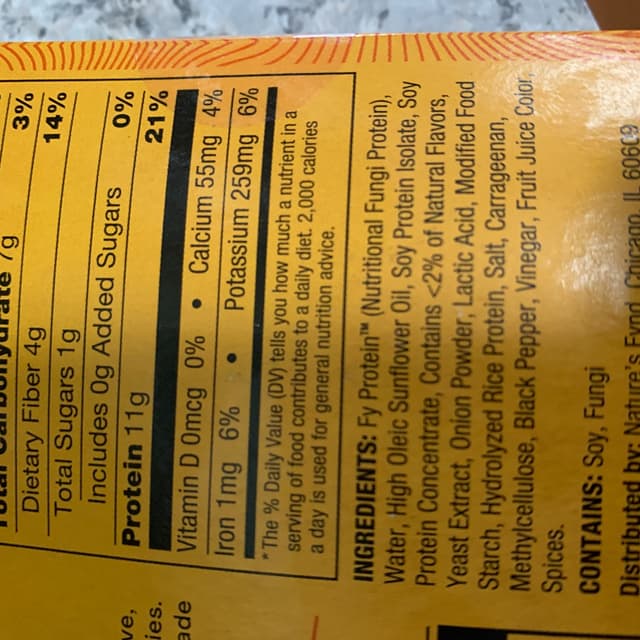 Total Carbohydrate 7g 3%
Dietary Fiber 4g 14%
Total Sugars 1g
Includes 0g Added Sugars 0%
Protein 11g 21%
Vitamin D 0mcg 0% • Calcium 55mg 4%
Iron 1mg 6% • Potassium 259mg 6%
*The % Daily Value (DV) tells you how much a nutrient in a
serving of food contributes to a daily diet. 2,000 calories
a day is used for general nutrition advice.
INGREDIENTS: Fy Protein™ (Nutritional Fungi Protein),
Water, High Oleic Sunflower Oil, Soy Protein Isolate, Soy
Protein Concentrate, Contains <2% of Natural Flavors,
Yeast Extract, Onion Powder, Lactic Acid, Modified Food
Starch, Hydrolyzed Rice Protein, Salt, Carrageenan,
Methylcellulose, Black Pepper, Vinegar, Fruit Juice Color,
Spices.
CONTAINS: Soy, Fungi
Distributed by: Nature's Fynd, Chicago, IL 60609
ve,
ies.
ade